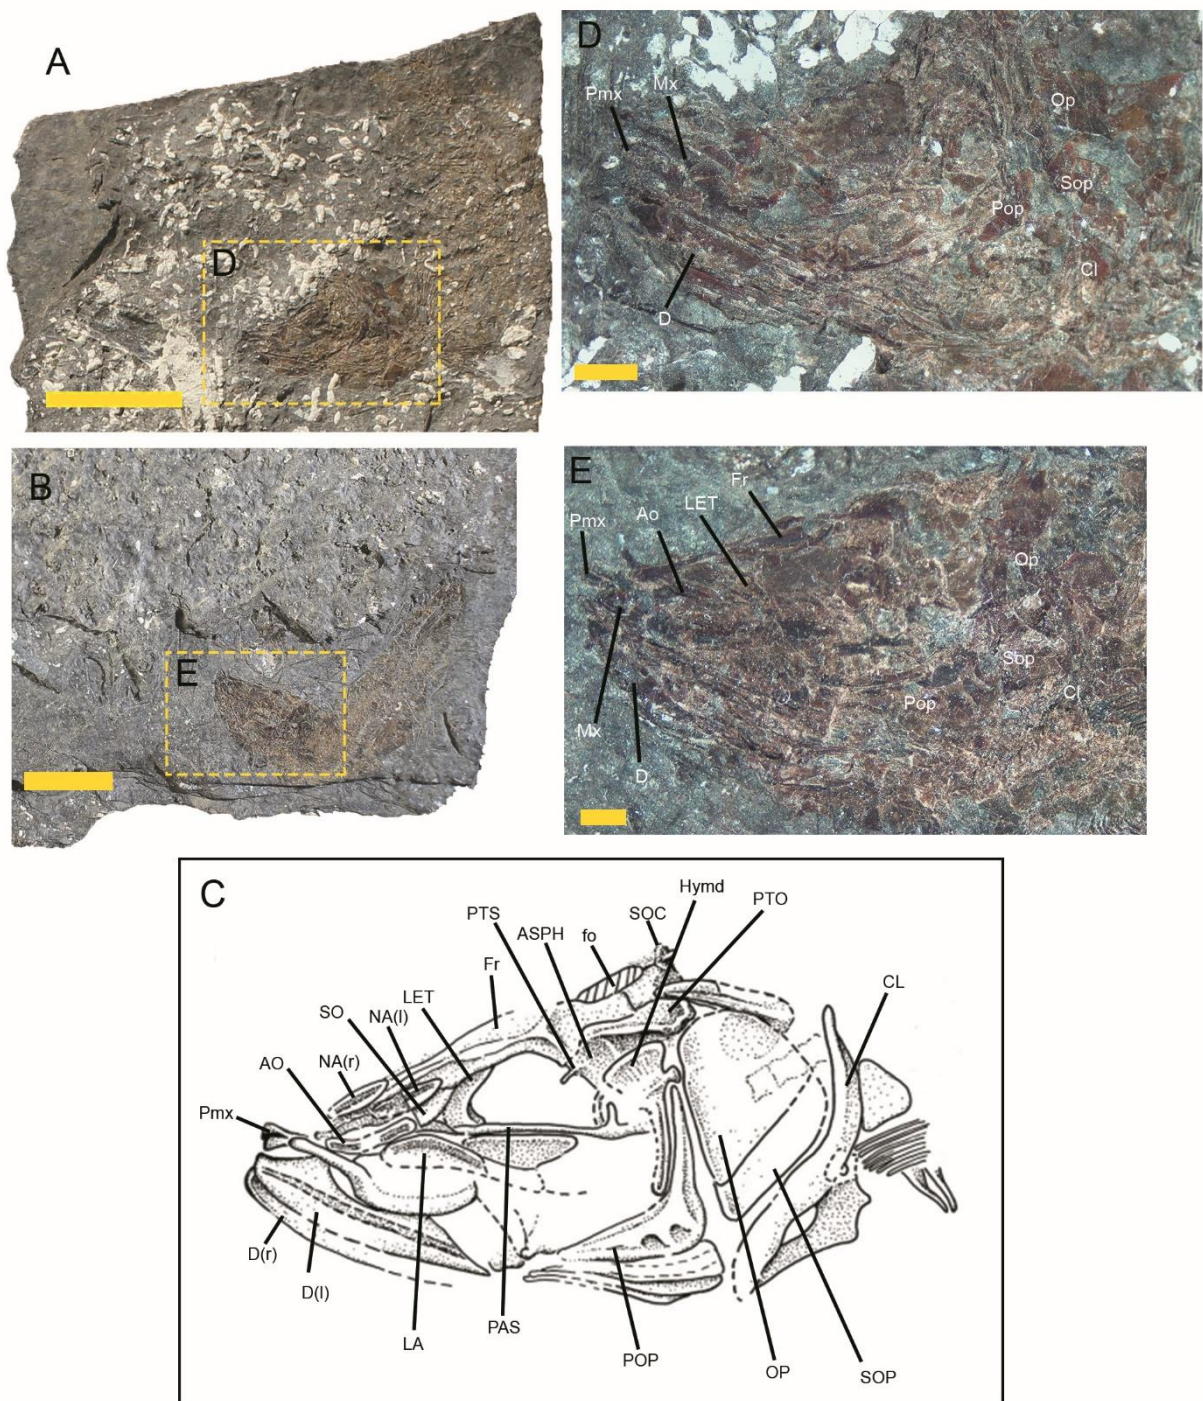 A
D
B
E
D
Pmx
Mx
Op
Sop
Pop
Cl
D
E
Fr
LET
Ao
Pmx
Op
Sop
Cl
Pop
Mx
D
C
Hymd
PTS
ASPH
fo
SOC
PTO
Fr
LET
CL
SO
NA(l)
NA(r)
AO
Pmx
D(r)
D(l)
LA
PAS
POP
OP
SOP